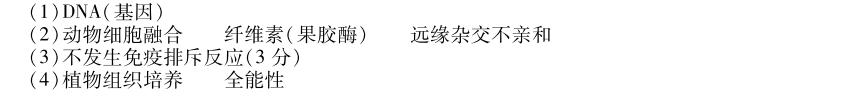 (1)DNA(基因)
(2)动物细胞融合 纤维素(果胶酶) 远缘杂交不亲和
(3)不发生免疫排斥反应(3分)
(4)植物组织培养 全能性